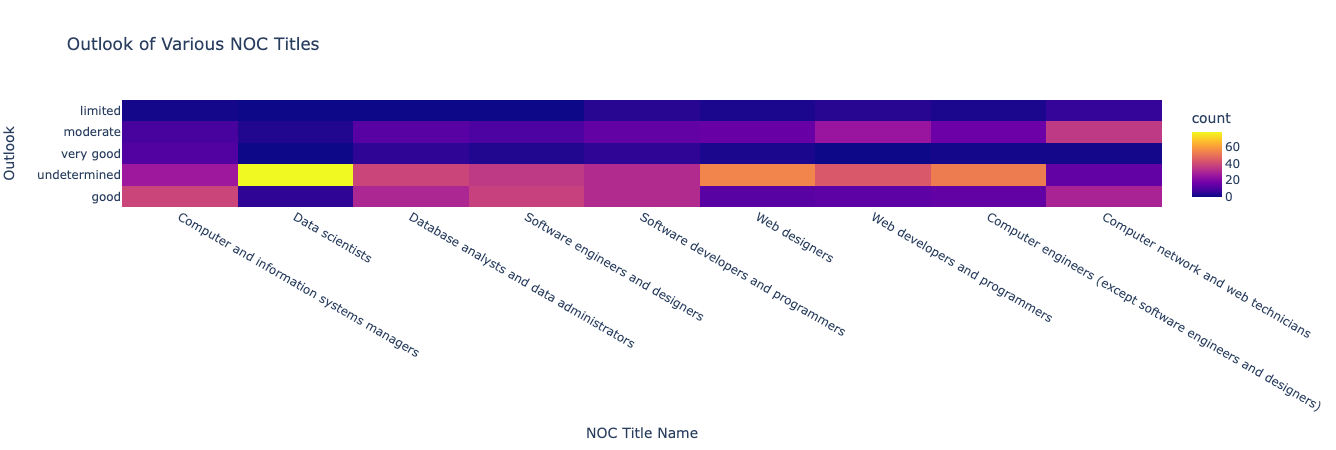 Outlook of Various NOC Titles
Outlook
limited
moderate
very good
undetermined
good
count
60
40
20
0
Computer and information systems managers
Data scientists
Database analysts and data administrators
Software engineers and designers
Software developers and programmers
Web designers
Web developers and programmers
Computer engineers (except software engineers and designers)
Computer network and web technicians
NOC Title Name